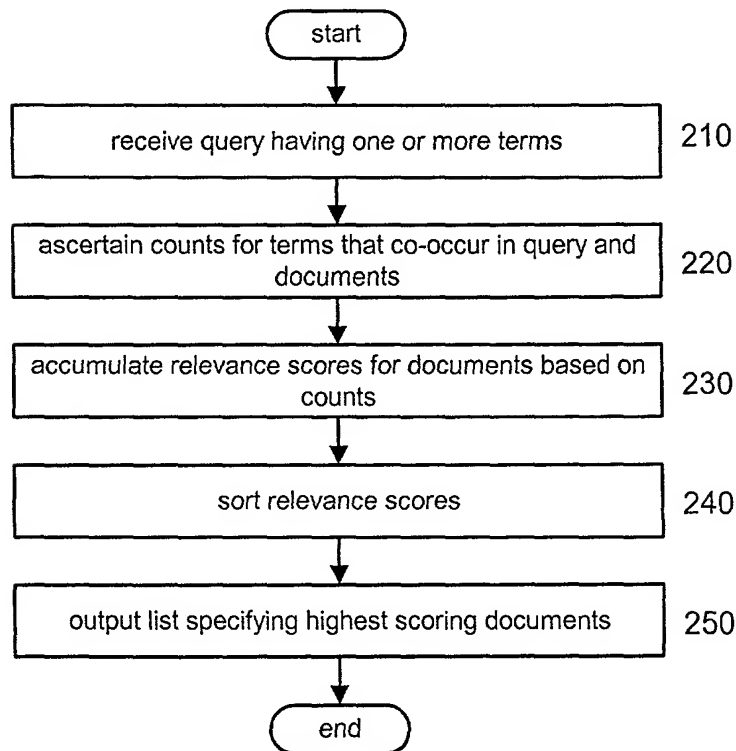 start
receive query having one or more terms
210
ascertain counts for terms that co-occur in query and
documents
220
accumulate relevance scores for documents based on
counts
230
sort relevance scores
240
output list specifying highest scoring documents
250
end